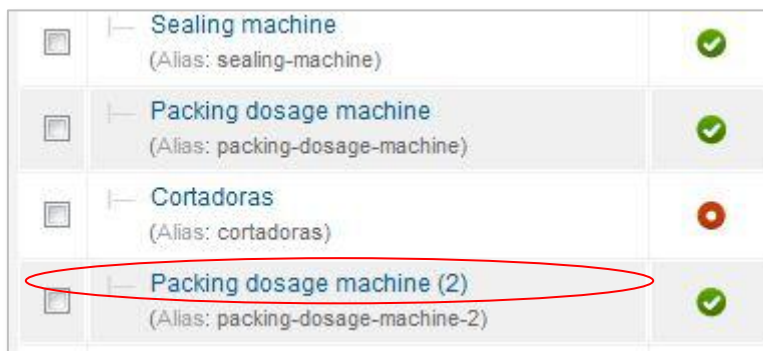 Sealing machine
(Alias: sealing-machine)
Packing dosage machine
(Alias: packing-dosage-machine)
Cortadoras
(Alias: cortadoras)
Packing dosage machine (2)
(Alias: packing-dosage-machine-2)